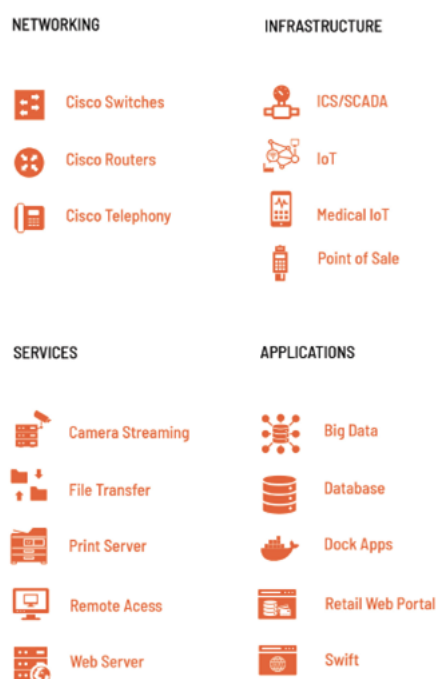 NETWORKING
Cisco Switches
Cisco Routers
Cisco Telephony
INFRASTRUCTURE
ICS/SCADA
IoT
Medical IoT
Point of Sale
SERVICES
Camera Streaming
File Transfer
Print Server
Remote Acess
Web Server
APPLICATIONS
Big Data
Database
Dock Apps
Retail Web Portal
Swift